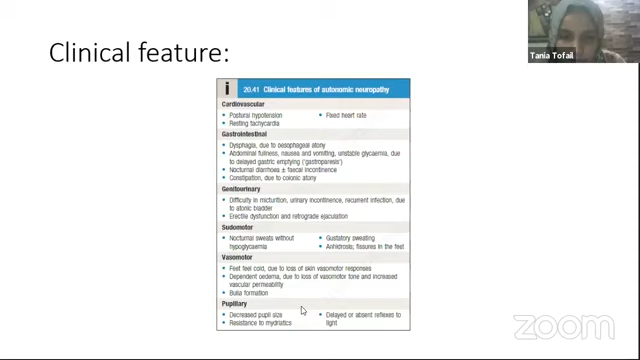 Clinical feature:
Tania Tofail
i 20.41 Clinical features of autonomic neuropathy
Cardiovascular
• Postural hypotension • Fixed heart rate
• Resting tachycardia
Gastrointestinal
• Dysphagia, due to oesophageal atony
• Abdominal fullness, nausea and vomiting, unstable glycaemia, due
to delayed gastric emptying ('gastroparesis')
• Nocturnal diarrhoea ± faecal incontinence
• Constipation, due to colonic atony
Genitourinary
• Difficulty in micturition, urinary incontinence, recurrent infection, due
to atonic bladder
• Erectile dysfunction and retrograde ejaculation
Sudomotor
• Nocturnal sweats without • Gustatory sweating
hypoglycaemia • Anhidrosis; fissures in the feet
Vasomotor
• Feet feel cold, due to loss of skin vasomotor responses
• Dependent oedema, due to loss of vasomotor tone and increased
vascular permeability
• Bulla formation
Pupillary
• Decreased pupil size • Delayed or absent reflexes to
• Resistance to mydriatics light
zoom